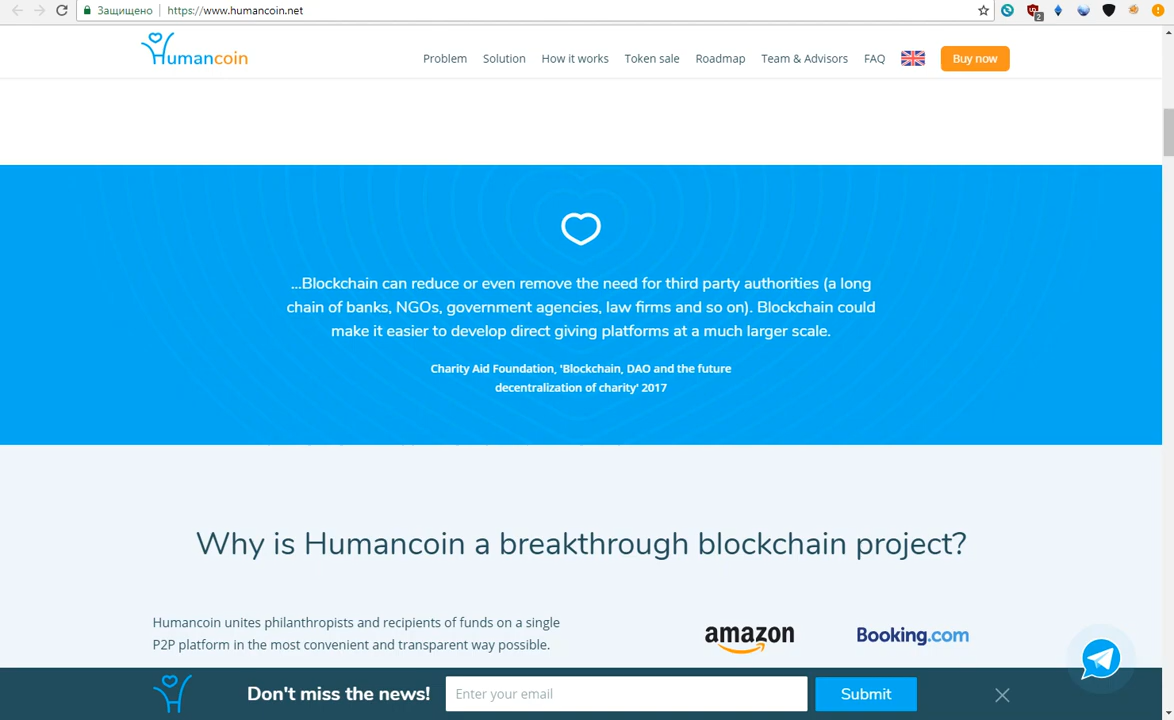 Защищено https://www.humancoin.net
2
Humancoin
Problem Solution How it works Token sale Roadmap Team & Advisors FAQ Buy now
...Blockchain can reduce or even remove the need for third party authorities (a long
chain of banks, NGOs, government agencies, law firms and so on). Blockchain could
make it easier to develop direct giving platforms at a much larger scale.
Charity Aid Foundation, 'Blockchain, DAO and the future
decentralization of charity' 2017
Why is Humancoin a breakthrough blockchain project?
Humancoin unites philanthropists and recipients of funds on a single
P2P platform in the most convenient and transparent way possible.
amazon Booking.com
Don't miss the news! Enter your email Submit